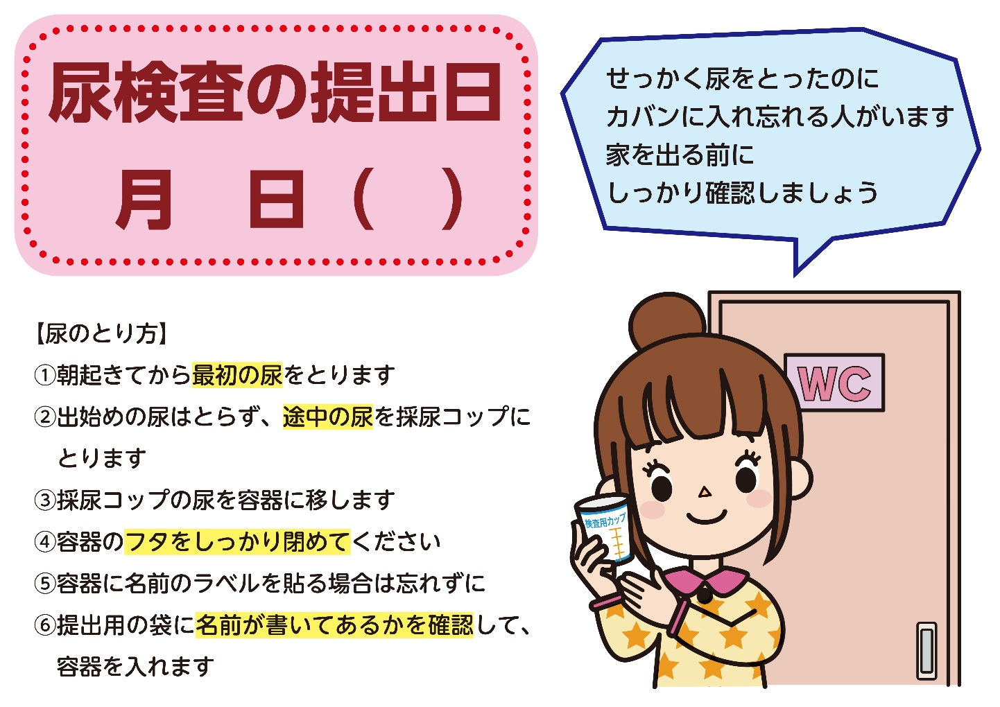 尿検査の提出日
月 日（ ）
せっかく尿をとったのに
カバンに入れ忘れる人がいます
家を出る前に
しっかり確認しましょう
【尿のとり方】
①朝起きてから最初の尿をとります
②出始めの尿はとらず、途中の尿を採尿コップに
とります
③採尿コップの尿を容器に移します
④容器のフタをしっかり閉めてください
⑤容器に名前のラベルを貼る場合は忘れずに
⑥提出用の袋に名前が書いてあるかを確認して、
容器を入れます
WC
検査用カップ